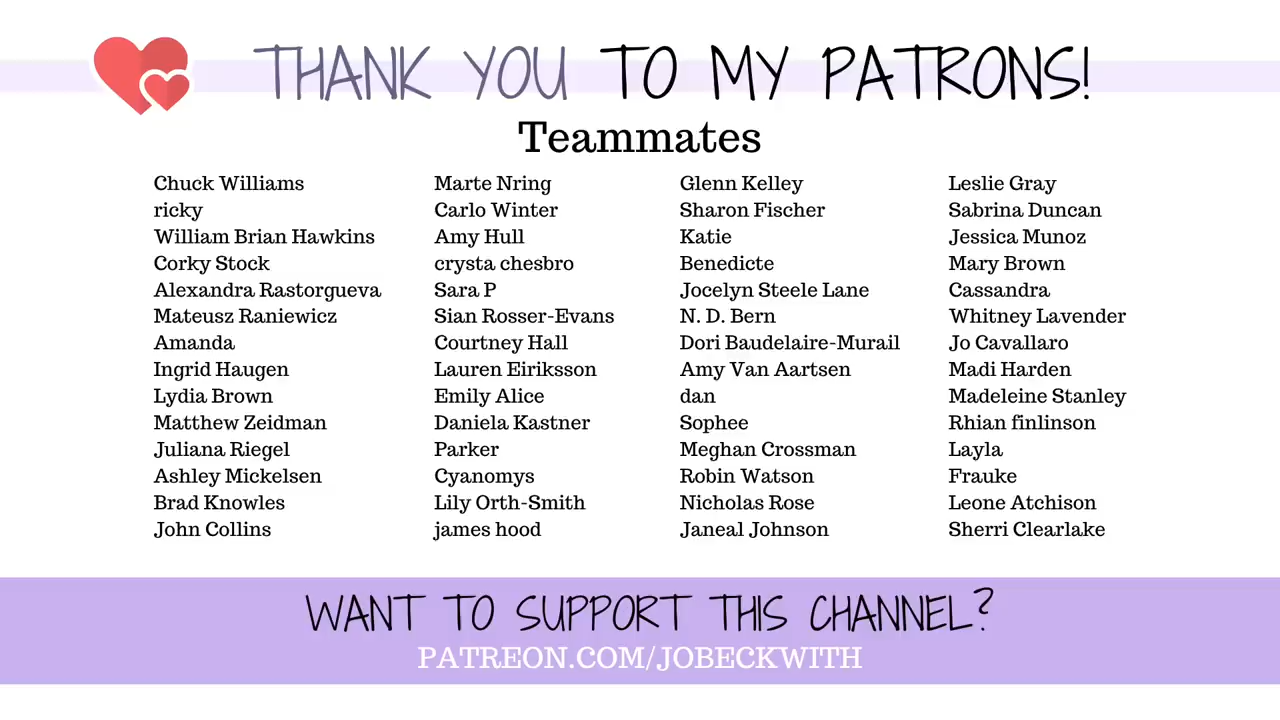 THANK YOU TO MY PATRONS!
Teammates
Chuck Williams
ricky
William Brian Hawkins
Corky Stock
Alexandra Rastorgueva
Mateusz Raniewicz
Amanda
Ingrid Haugen
Lydia Brown
Matthew Zeidman
Juliana Riegel
Ashley Mickelsen
Brad Knowles
John Collins
Marte Nring
Carlo Winter
Amy Hull
crysta chesbro
Sara P
Sian Rosser-Evans
Courtney Hall
Lauren Eiriksson
Emily Alice
Daniela Kastner
Parker
Cyanomys
Lily Orth-Smith
james hood
Glenn Kelley
Sharon Fischer
Katie
Benedicte
Jocelyn Steele Lane
N. D. Bern
Dori Baudelaire-Murail
Amy Van Aartsen
dan
Sophee
Meghan Crossman
Robin Watson
Nicholas Rose
Janeal Johnson
Leslie Gray
Sabrina Duncan
Jessica Munoz
Mary Brown
Cassandra
Whitney Lavender
Jo Cavallaro
Madi Harden
Madeleine Stanley
Rhian finlinson
Layla
Frauke
Leone Atchison
Sherri Clearlake
WANT TO SUPPORT THIS CHANNEL?
PATREON.COM/JOBECKWITH